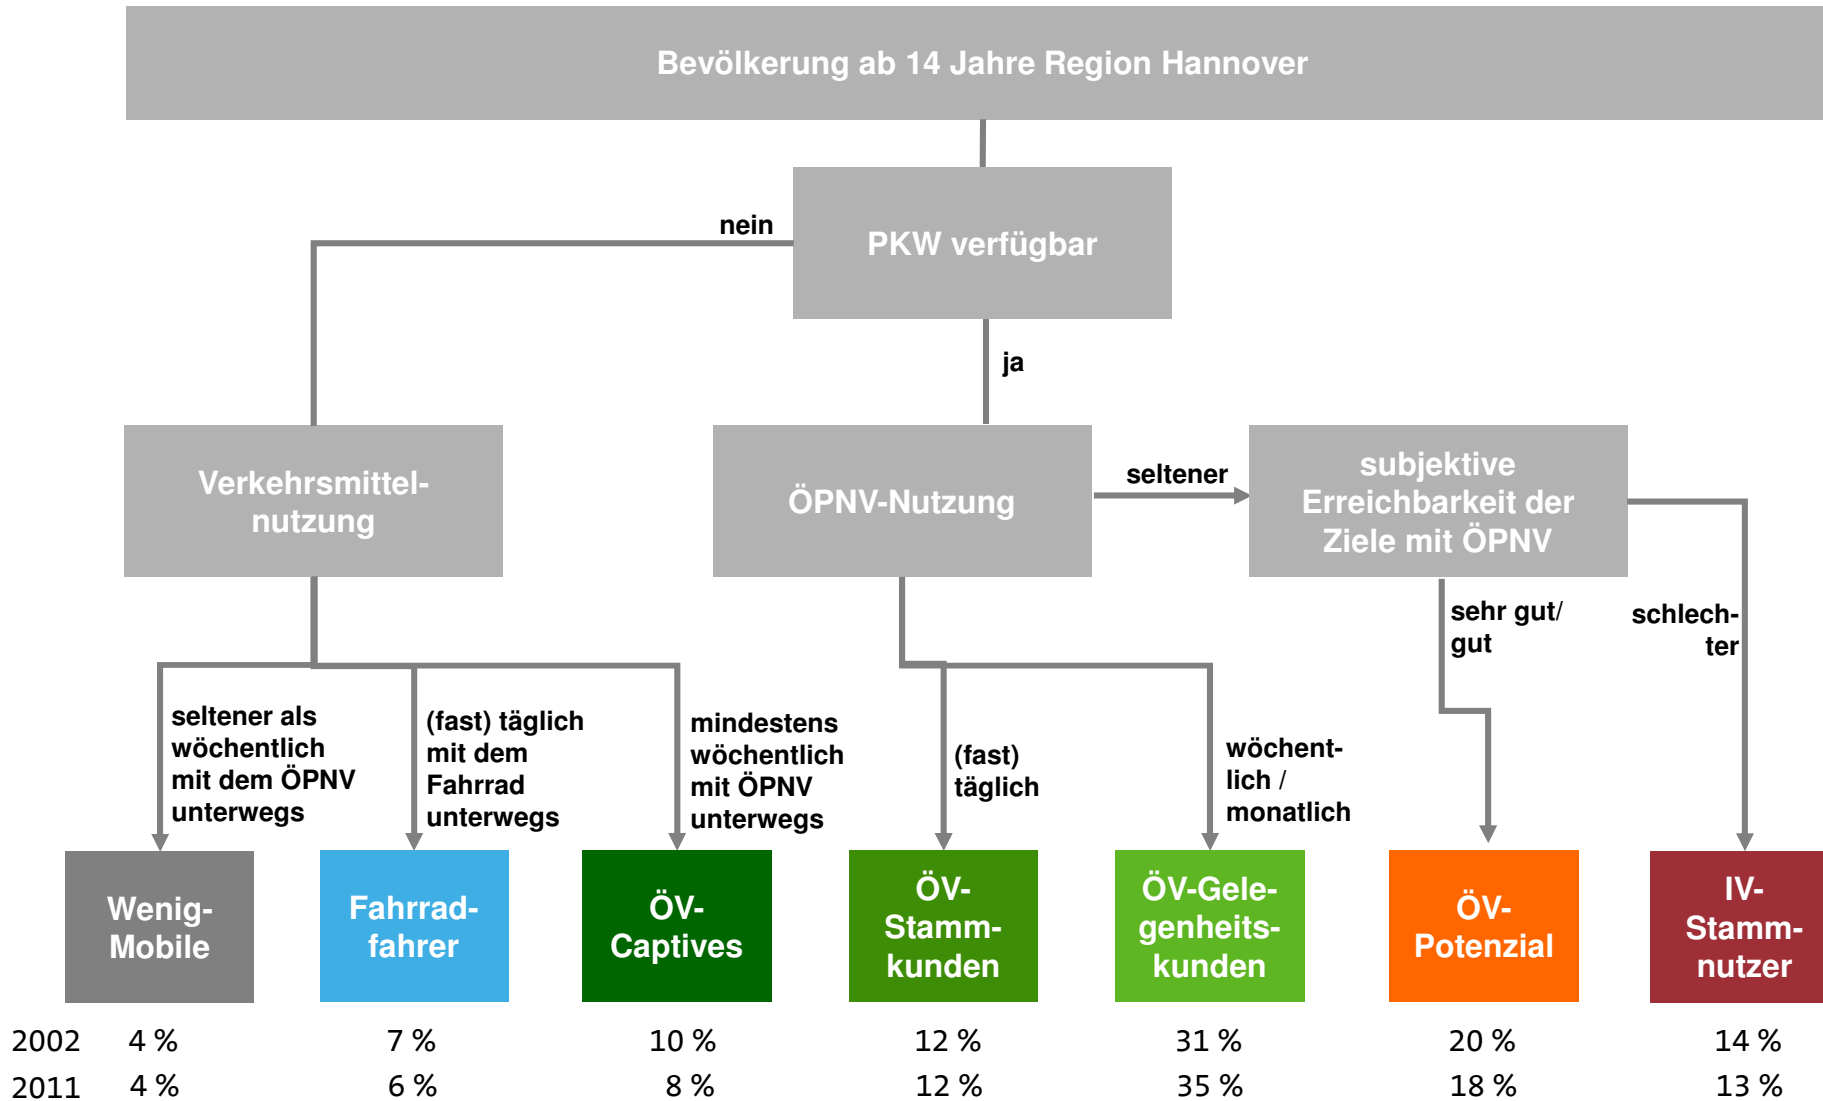 Bevölkerung ab 14 Jahre Region Hannover
nein
PKW verfügbar
ja
Verkehrsmittel-
nutzung
ÖPNV-Nutzung
seltener
subjektive
Erreichbarkeit der
Ziele mit ÖPNV
sehr gut/
gut
schlech-
ter
seltener als
wöchentlich
mit dem ÖPNV
unterwegs
(fast) täglich
mit dem
Fahrrad
unterwegs
mindestens
wöchentlich
mit ÖPNV
unterwegs
(fast)
täglich
wöchent-
lich /
monatlich
Wenig-
Mobile
Fahrrad-
fahrer
ÖV-
Captives
ÖV-
Stamm-
kunden
ÖV-Gele-
genheits-
kunden
ÖV-
Potenzial
IV-
Stamm-
nutzer
2002 4 % 7 % 10 % 12 % 31 % 20 % 14 %
2011 4 % 6 % 8 % 12 % 35 % 18 % 13 %